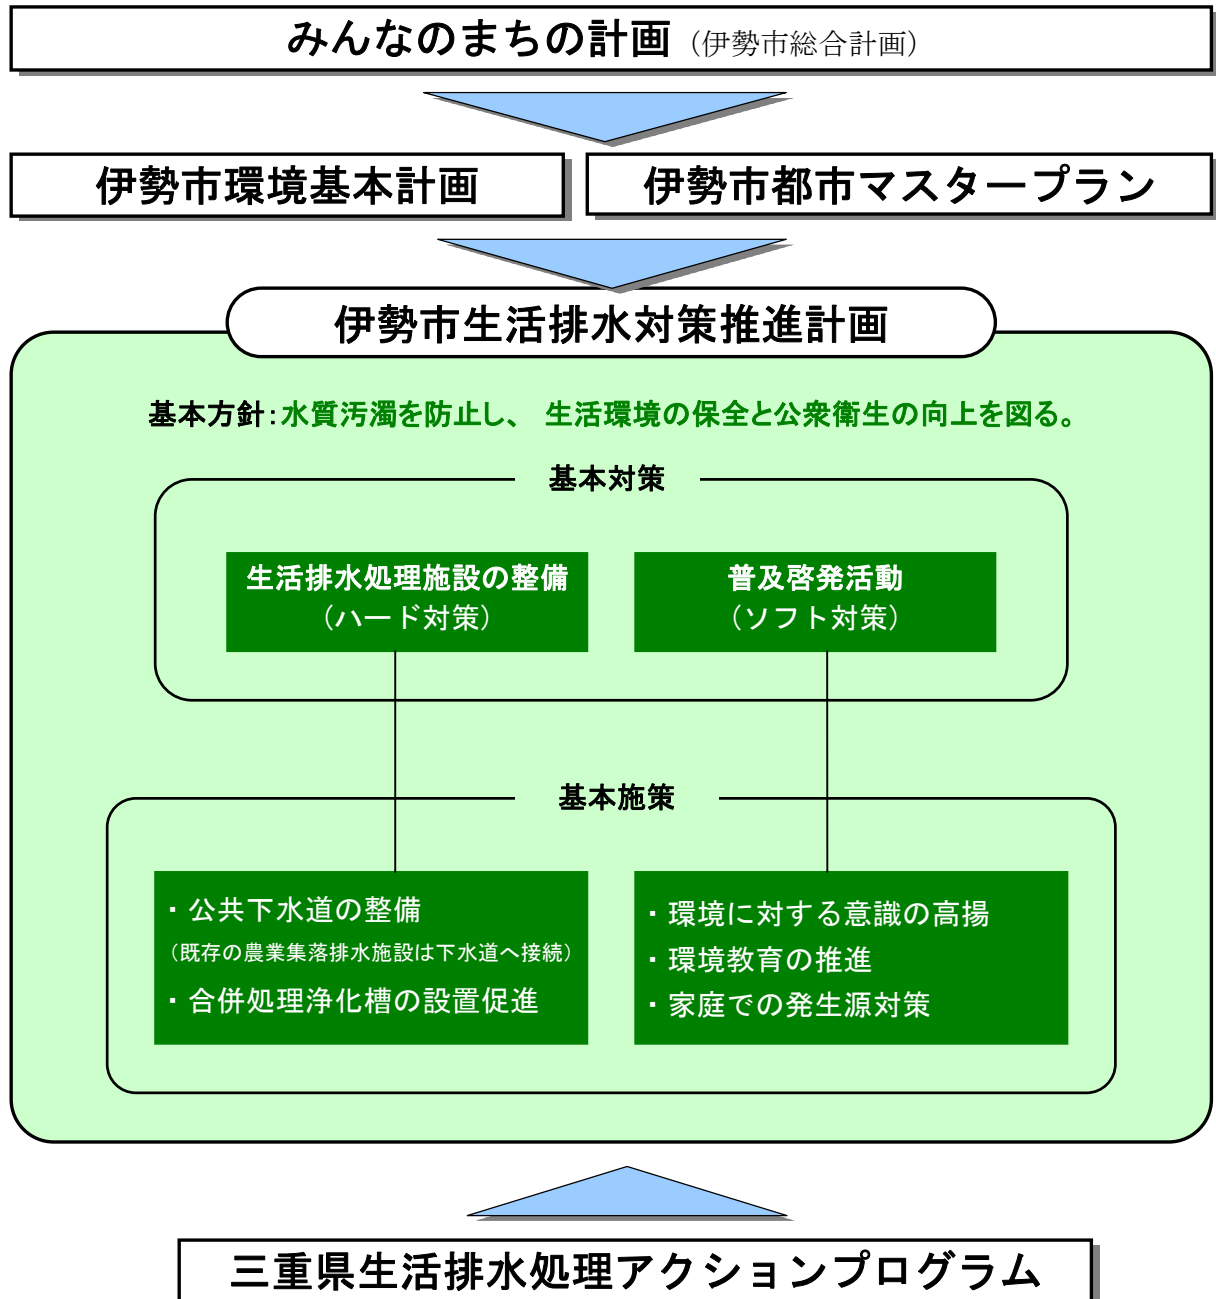 みんなのまちの計画（伊勢市総合計画）
伊勢市環境基本計画
伊勢市都市マスタープラン
伊勢市生活排水対策推進計画
基本方針：水質汚濁を防止し、 生活環境の保全と公衆衛生の向上を図る。
基本対策
生活排水処理施設の整備
（ハード対策）
普及啓発活動
（ソフト対策）
基本施策
・公共下水道の整備
（既存の農業集落排水施設は下水道へ接続）
・合併処理浄化槽の設置促進
・環境に対する意識の高揚
・環境教育の推進
・家庭での発生源対策
三重県生活排水処理アクションプログラム